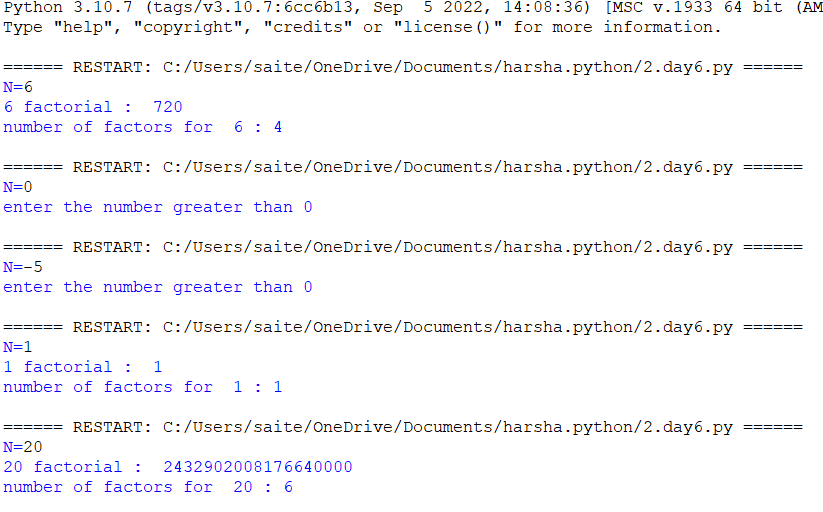 Python 3.10.7 (tags/v3.10.7:6cc6b13, Sep  5 2022, 14:08:36) [MSC v.1933 64 bit (AM
Type "help", "copyright", "credits" or "license()" for more information.
====== RESTART: C:/Users/saite/OneDrive/Documents/harsha.python/2.day6.py ======
N=6
6 factorial :  720
number of factors for  6 : 4
====== RESTART: C:/Users/saite/OneDrive/Documents/harsha.python/2.day6.py ======
N=0
enter the number greater than 0
====== RESTART: C:/Users/saite/OneDrive/Documents/harsha.python/2.day6.py ======
N=-5
enter the number greater than 0
====== RESTART: C:/Users/saite/OneDrive/Documents/harsha.python/2.day6.py ======
N=1
1 factorial :  1
number of factors for  1 : 1
====== RESTART: C:/Users/saite/OneDrive/Documents/harsha.python/2.day6.py ======
N=20
20 factorial :  2432902008176640000
number of factors for  20 : 6